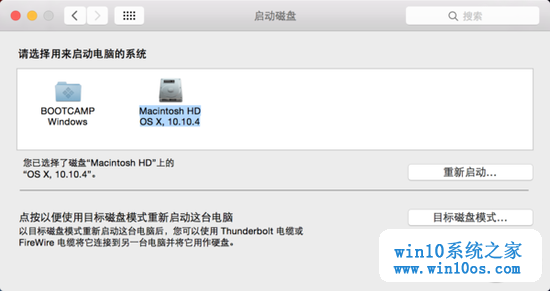 启动磁盘
搜索
请选择用来启动电脑的系统
BOOTCAMP
Windows
Macintosh HD
OS X, 10.10.4
您已选择了磁盘“Macintosh HD”上的
“OS X, 10.10.4”。
重新启动...
点按以便使用目标磁盘模式重新启动这台电脑
以目标磁盘模式重新启动这台电脑后，您可以使用 Thunderbolt 电缆或
FireWire 电缆将它连接到另一台电脑并将它用作硬盘。
目标磁盘模式...
win10系统之家
www.win10os.com